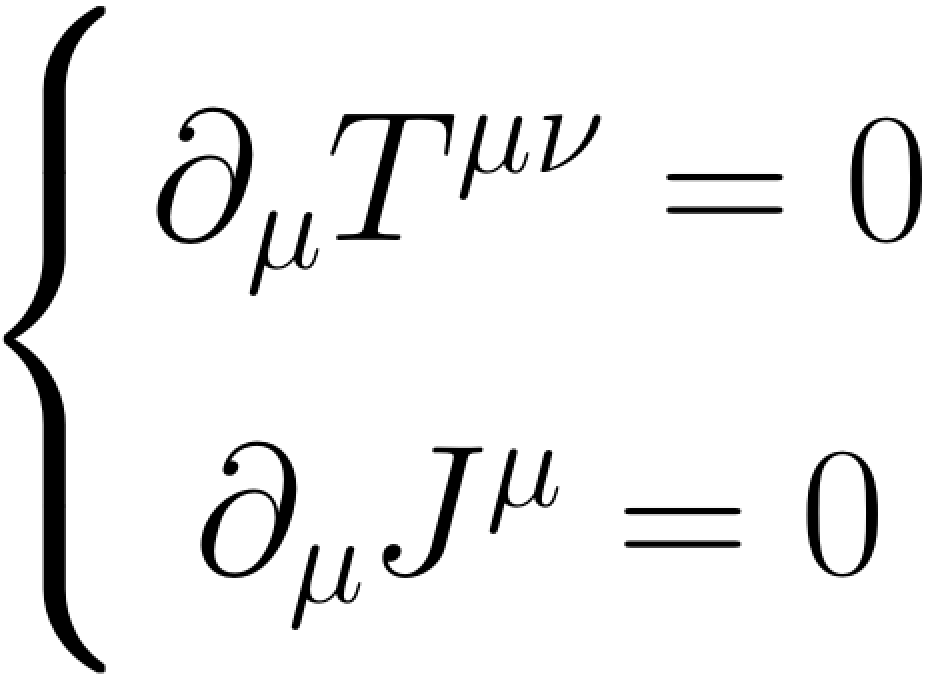 ∂_μ T^{μν} = 0
∂_μ J^μ = 0